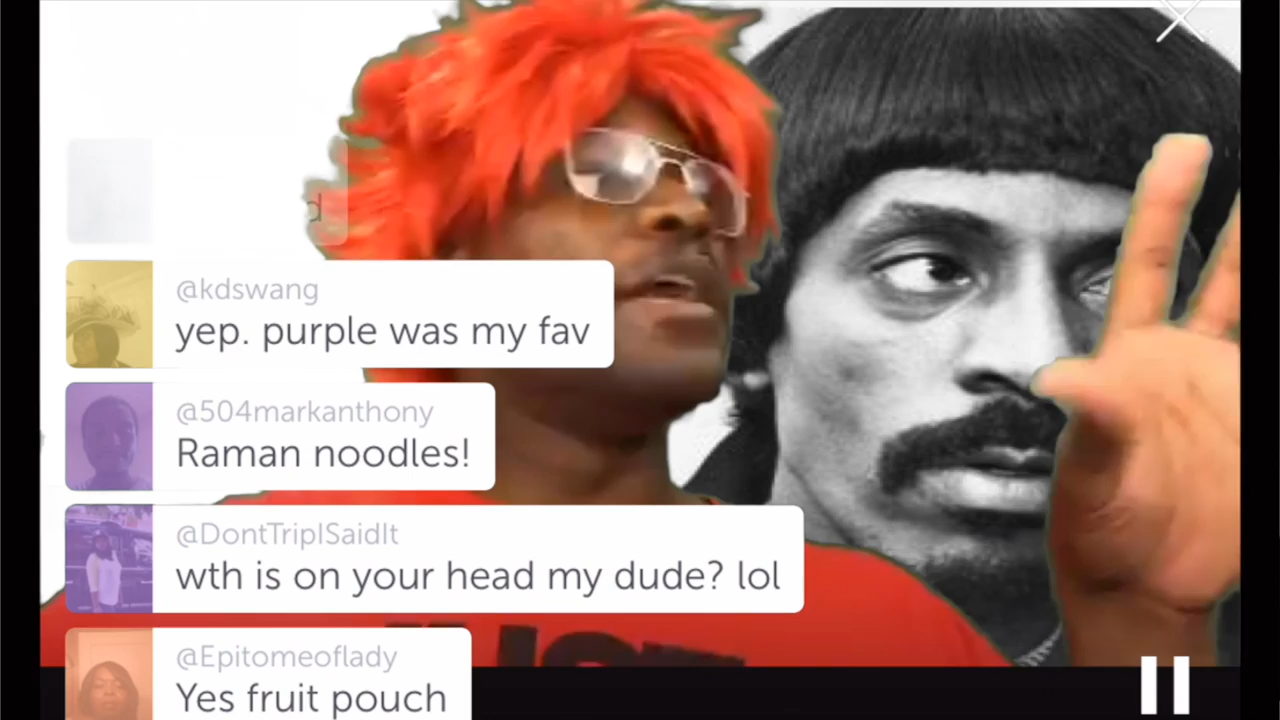 @kdswang
yep. purple was my fav
@504markanthony
Raman noodles!
@DontTripISaidIt
wth is on your head my dude? lol
@Epitomeoflady
Yes fruit pouch